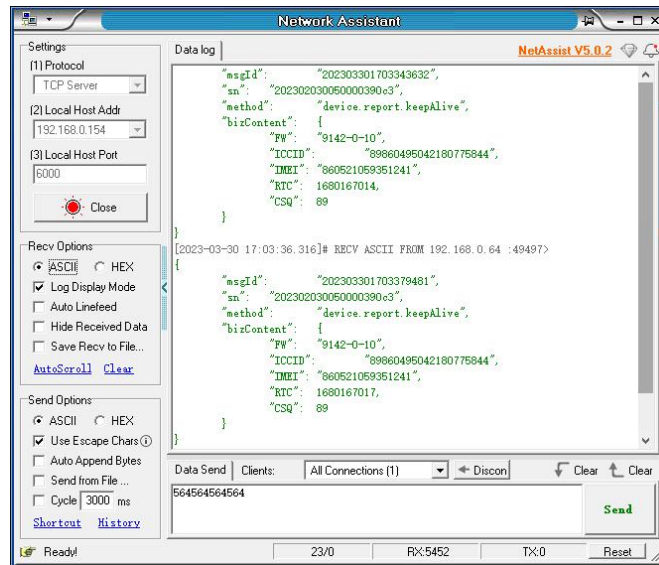 Network Assistant
Settings
(1) Protocol
TCP Server
(2) Local Host Addr
192.168.0.154
(3) Local Host Port
6000
Close
Recv Options
ASCII HEX
Log Display Mode
Auto Linefeed
Hide Received Data
Save Recv to File...
AutoScroll Clear
Send Options
ASCII HEX
Use Escape Chars
Auto Append Bytes
Send from File ...
Cycle 3000 ms
Shortcut History
Data log NetAssist V5.0.2
"msgId": "202303301703343632",
"sn": "202302030050000390c3",
"method": "device.report.keepAlive",
"bizContent": {
"FW": "9142-0-10",
"ICCID": "89860495042180775844",
"IMEI": "860521059351241",
"RTC": 1680167014,
"CSQ": 89
}
}
[2023-03-30 17:03:36.316]# RECV ASCII FROM 192.168.0.64 :49497>
{
"msgId": "202303301703379481",
"sn": "202302030050000390c3",
"method": "device.report.keepAlive",
"bizContent": {
"FW": "9142-0-10",
"ICCID": "89860495042180775844",
"IMEI": "860521059351241",
"RTC": 1680167017,
"CSQ": 89
}
}
Data Send Clients: All Connections (1) Discon Clear Clear
564564564564
Send
Ready! 23/0 RX:5452 TX:0 Reset